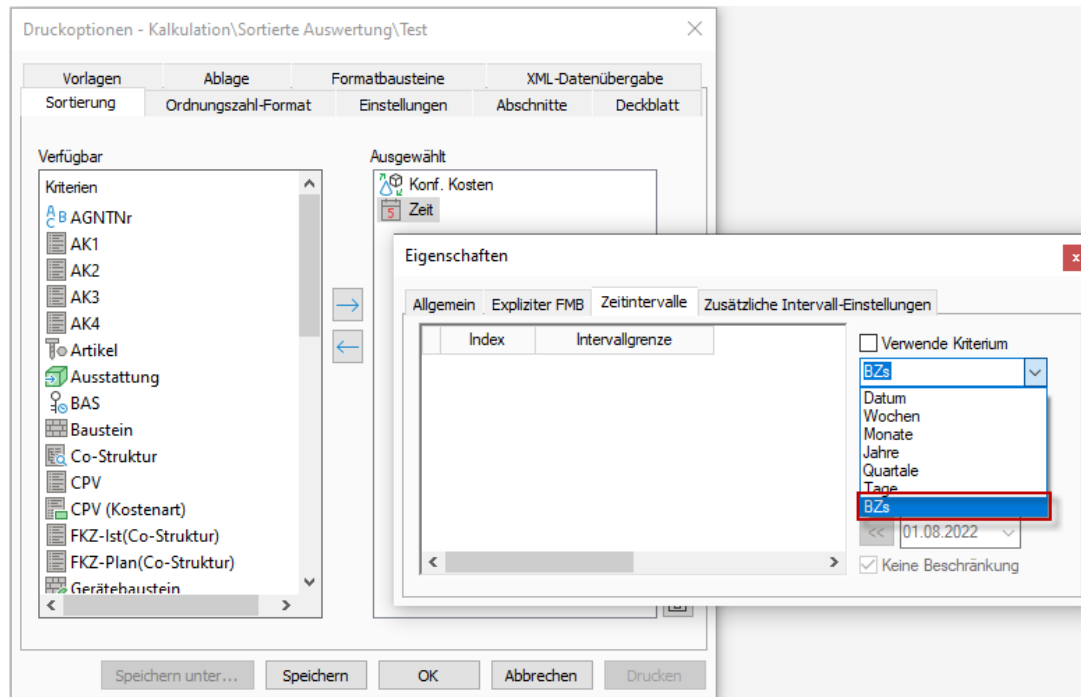 Druckoptionen - Kalkulation\Sortierte Auswertung\Test
Vorlagen
Ablage
Formatbausteine
XML-Datenübergabe
Sortierung
Ordnungszahl-Format
Einstellungen
Abschnitte
Deckblatt
Verfügbar
Kriterien
AGNTNr
AK1
AK2
AK3
AK4
Artikel
Ausstattung
BAS
Baustein
Co-Struktur
CPV
CPV (Kostenart)
FKZ-Ist(Co-Struktur)
FKZ-Plan(Co-Struktur)
Gerätebaustein
Ausgewählt
Konf. Kosten
5 Zeit
Eigenschaften
x
Allgemein
Expliziter FMB
Zeitintervalle
Zusätzliche Intervall-Einstellungen
Index
Intervallgrenze
Verwende Kriterium
BZs
Datum
Wochen
Monate
Jahre
Quartale
Tage
BZs
<< 01.08.2022
Keine Beschränkung
Speichern unter...
Speichern
OK
Abbrechen
Drucken